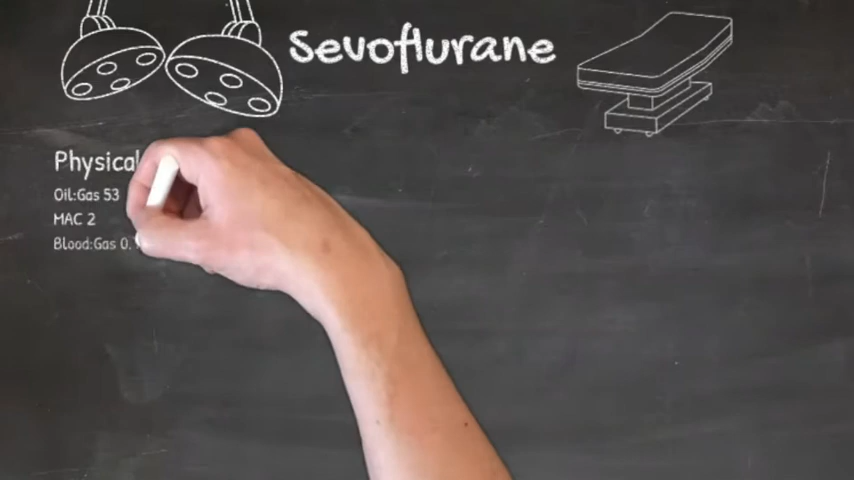 Sevoflurane
Physical
Oil:Gas 53
MAC 2
Blood:Gas 0.